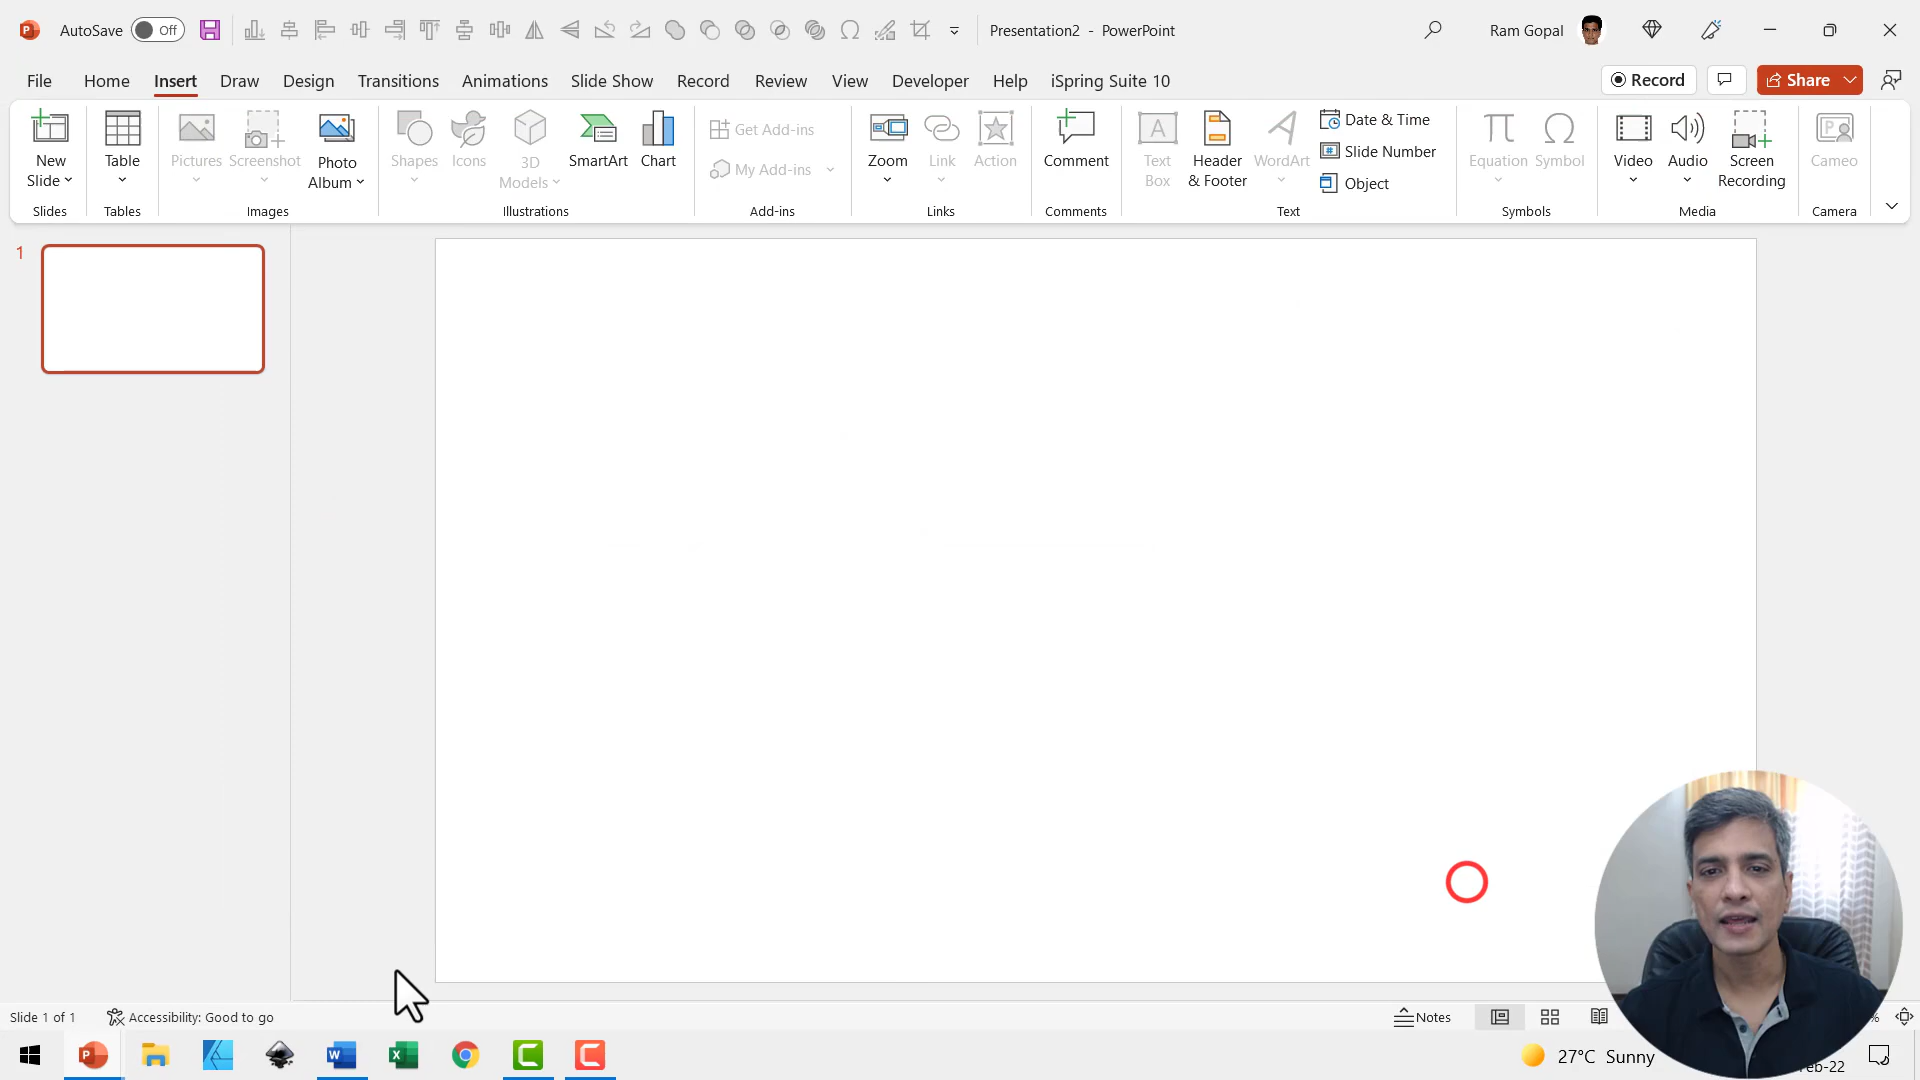 AutoSave Off Presentation2 - PowerPoint Ram Gopal
File Home Insert Draw Design Transitions Animations Slide Show Record Review View Developer Help iSpring Suite 10 Record Share
New Slide
Table
Pictures
Screenshot
Photo Album
Shapes
Icons
3D Models
SmartArt
Chart
Get Add-ins
My Add-ins
Zoom
Link
Action
Comment
Text Box
Header & Footer
WordArt
Date & Time
Slide Number
Object
Equation
Symbol
Video
Audio
Screen Recording
Cameo
Slides Tables Images Illustrations Add-ins Links Comments Text Symbols Media Camera
1
Slide 1 of 1 Accessibility: Good to go Notes
27°C Sunny